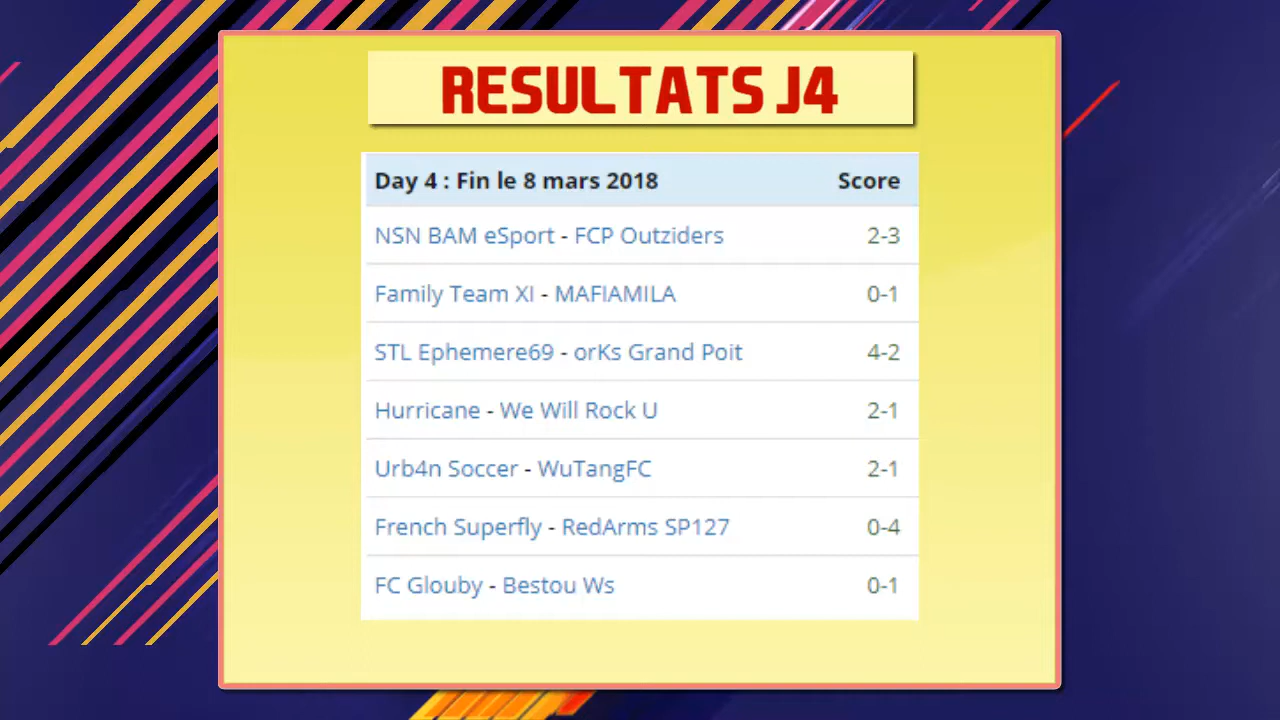 RESULTATS J4
Day 4 : Fin le 8 mars 2018 Score
NSN BAM eSport - FCP Outziders 2-3
Family Team XI - MAFIAMILA 0-1
STL Ephemere69 - orKs Grand Poit 4-2
Hurricane - We Will Rock U 2-1
Urb4n Soccer - WuTangFC 2-1
French Superfly - RedArms SP127 0-4
FC Glouby - Bestou Ws 0-1